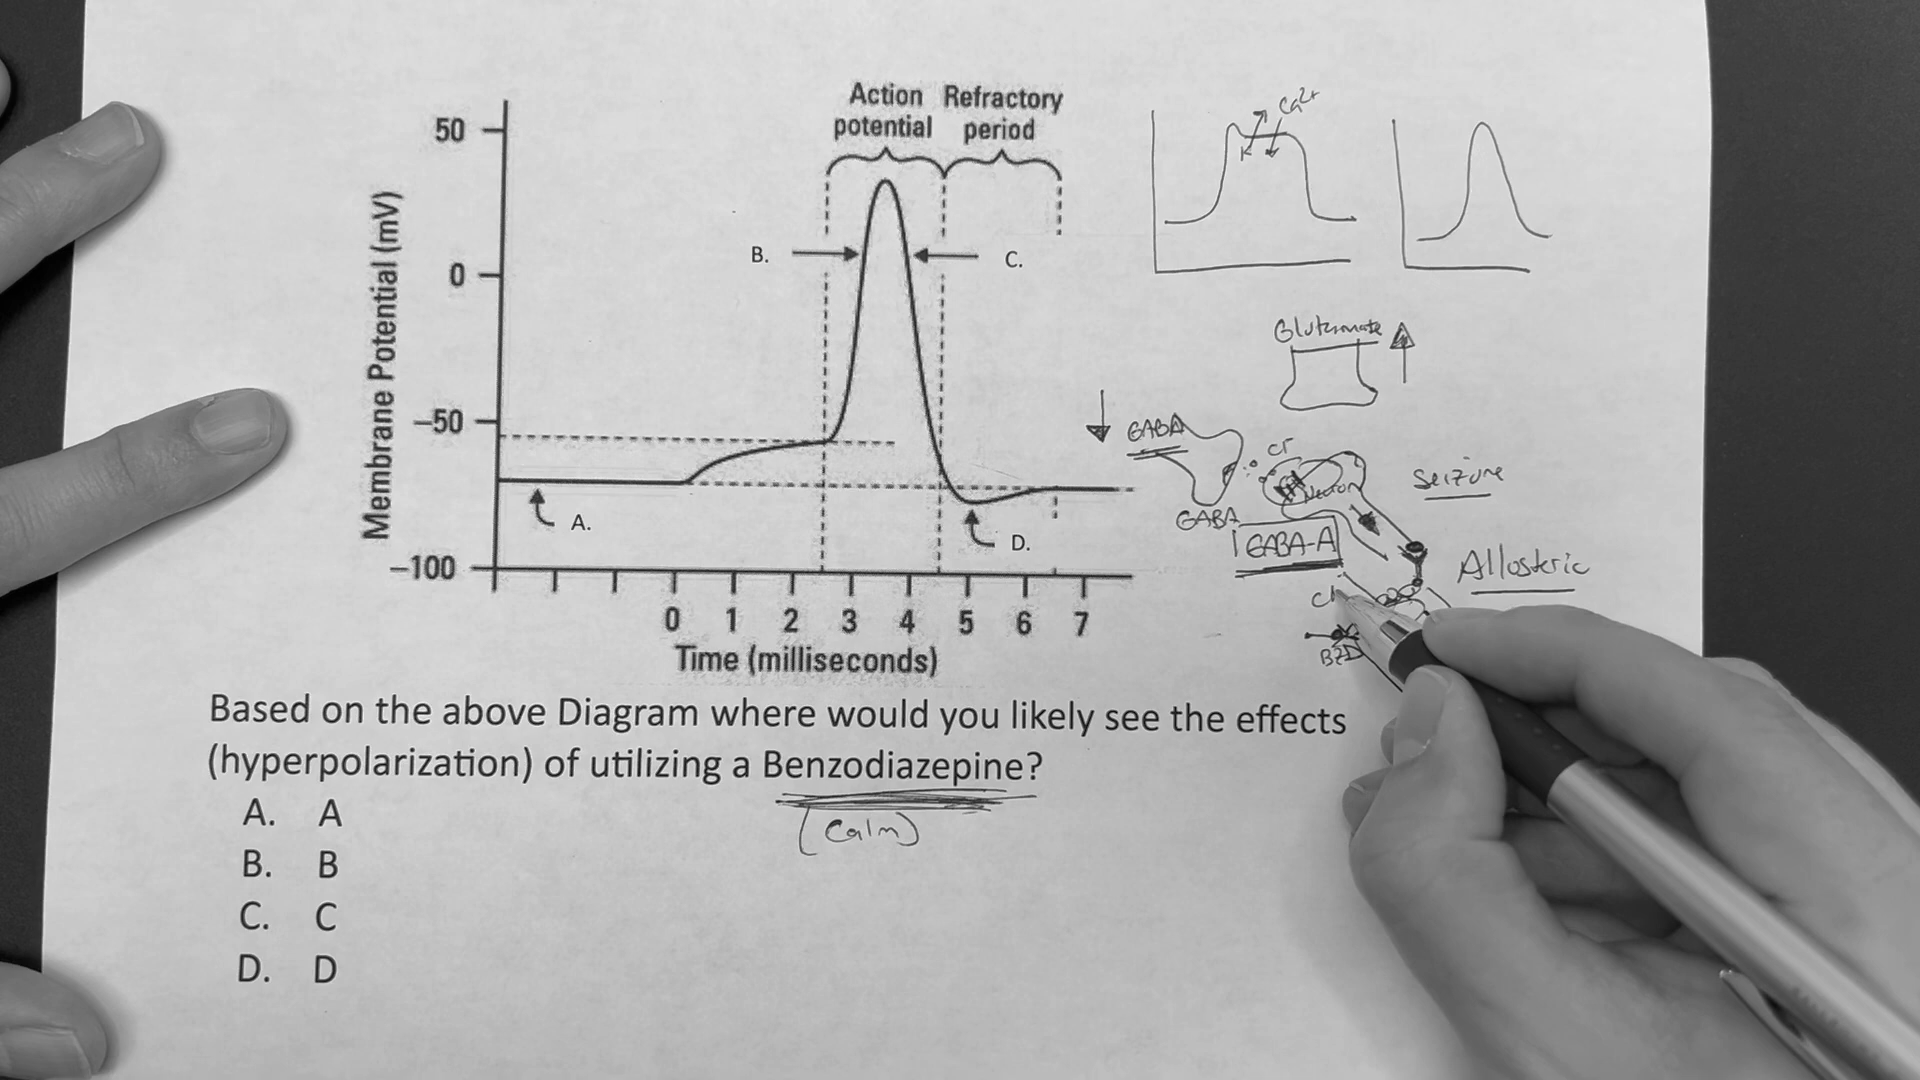 Action Refractory
potential period
50
0
−50
−100
Membrane Potential (mV)
B.
C.
A.
D.
0 1 2 3 4 5 6 7
Time (milliseconds)
Ca2+
K
Glutamate
GABA
Cl-
Neuron
Seizure
GABA
GABA-A
Allosteric
Cl
BZD
Based on the above Diagram where would you likely see the effects
(hyperpolarization) of utilizing a Benzodiazepine?
(Calm)
A. A
B. B
C. C
D. D